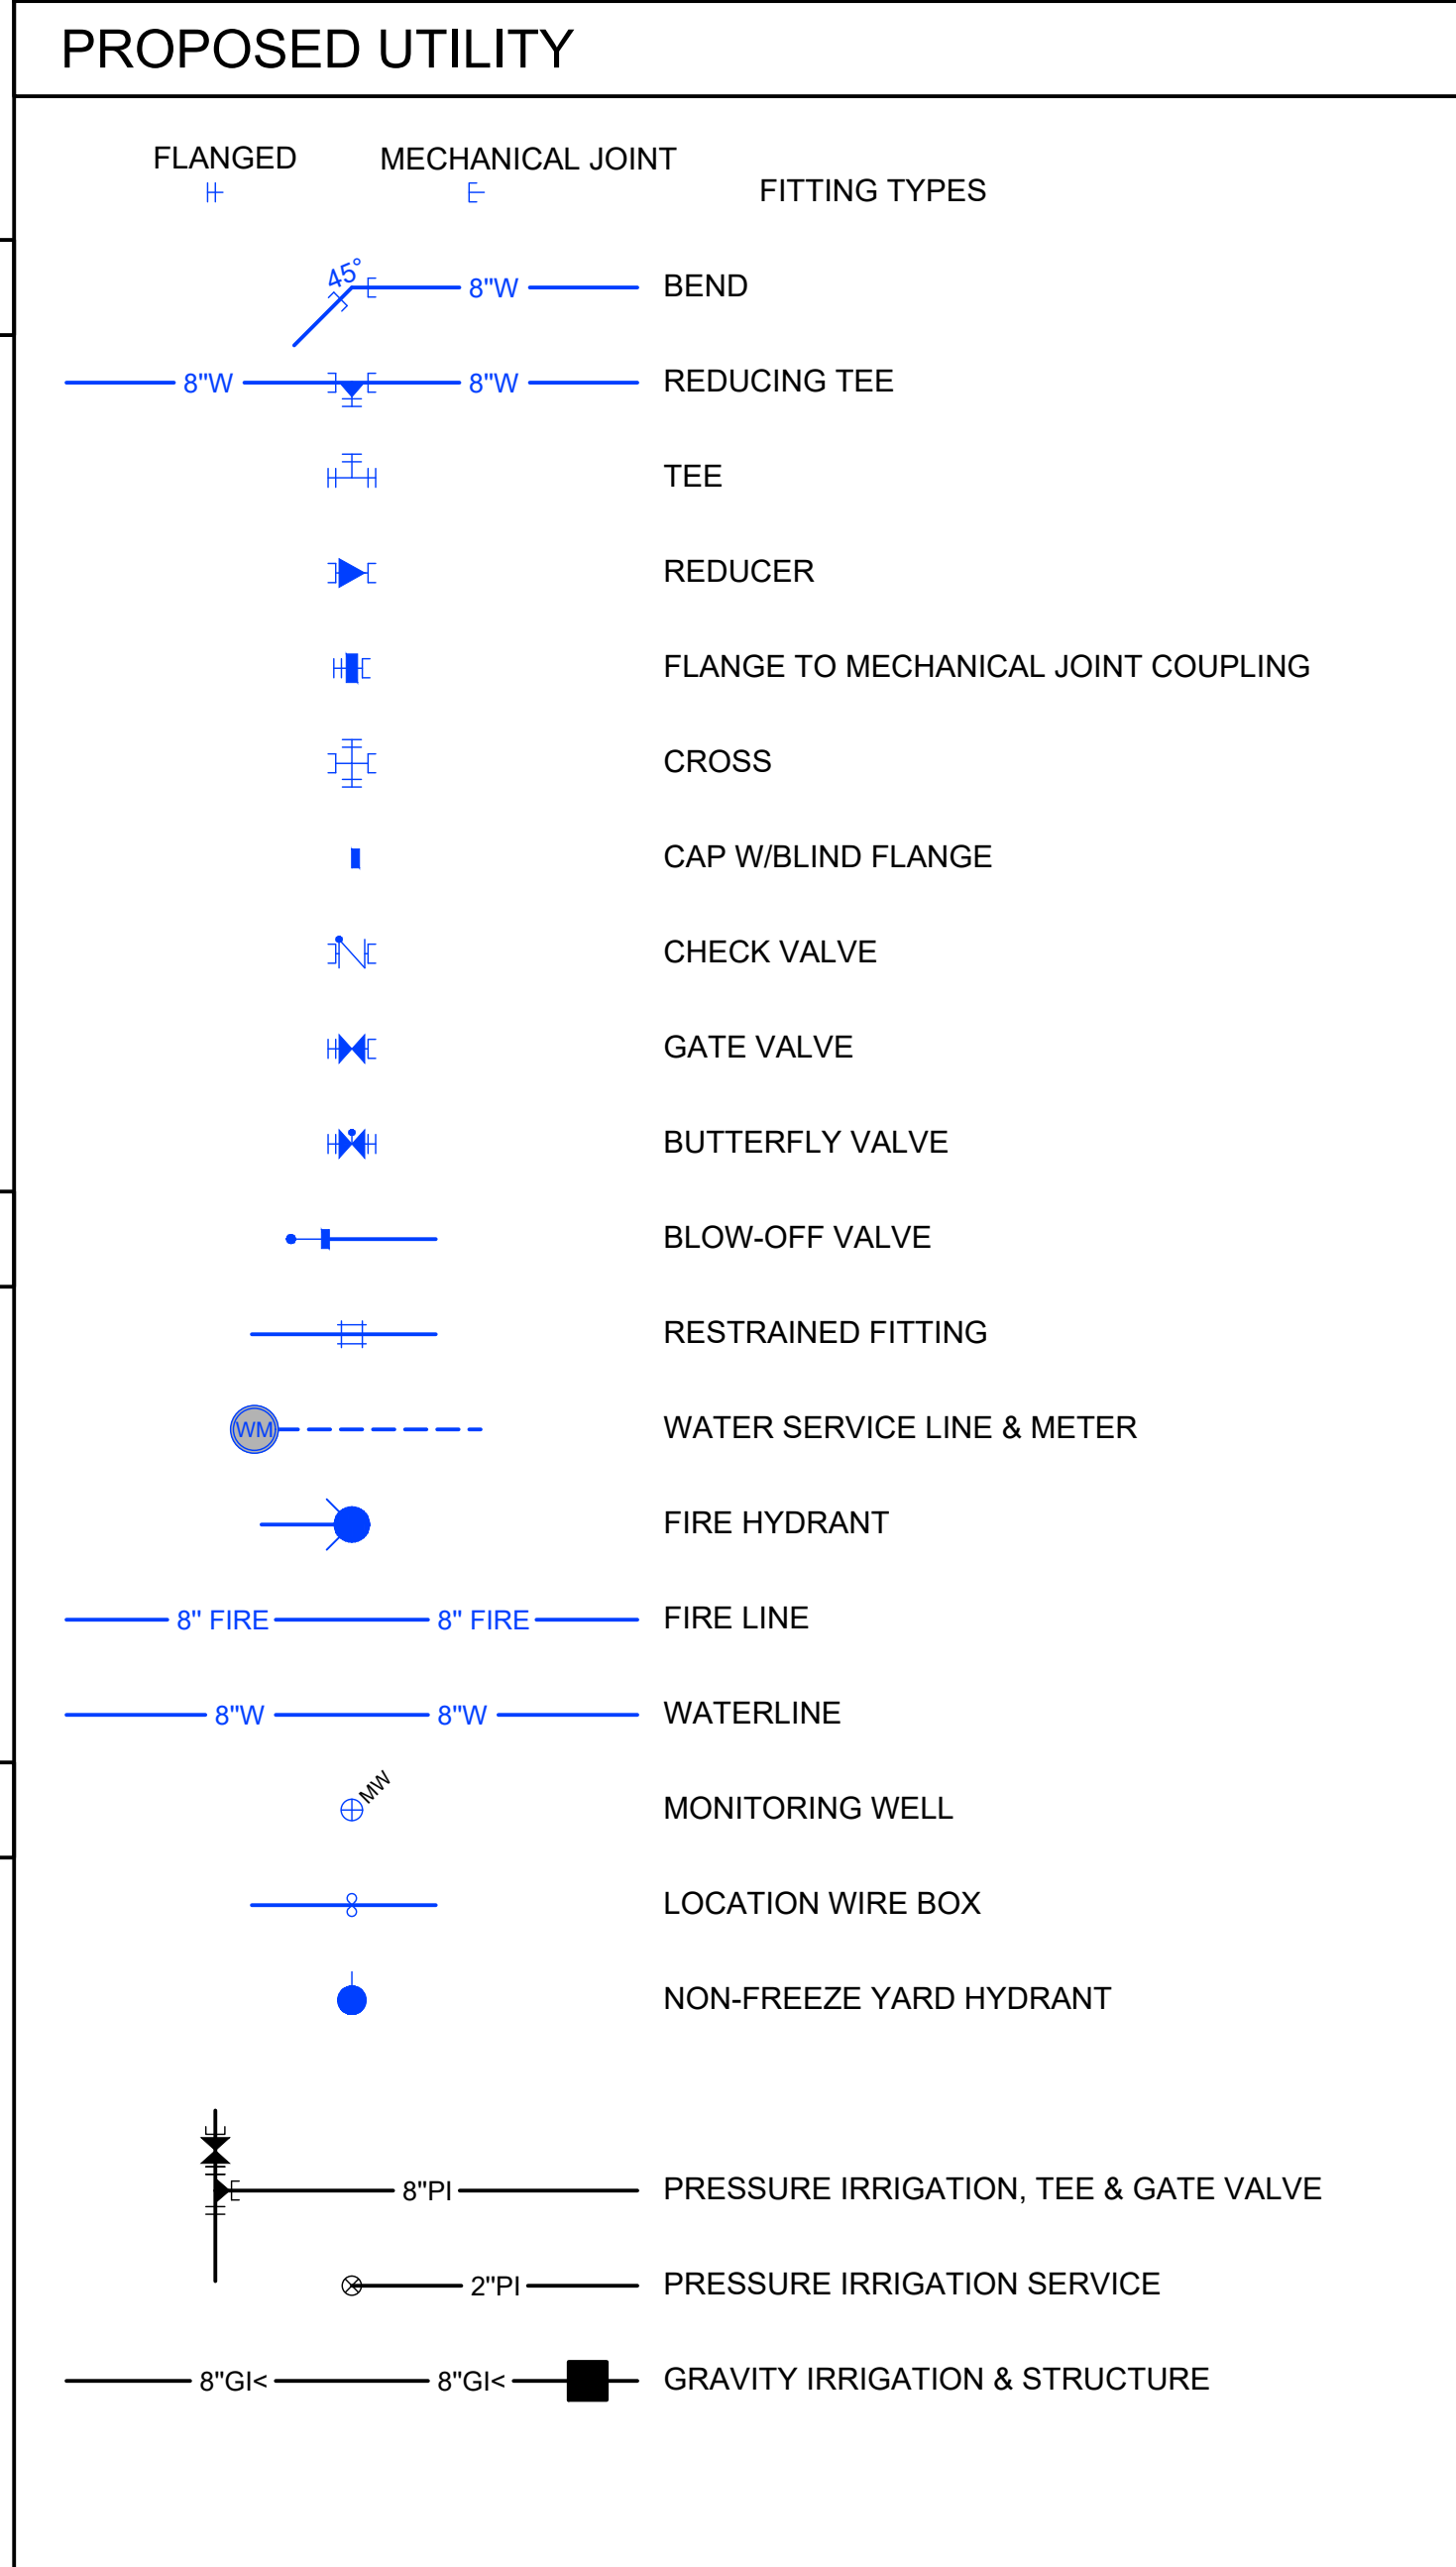 PROPOSED UTILITY
FLANGED MECHANICAL JOINT
FITTING TYPES
45°
8"W BEND
8"W 8"W REDUCING TEE
TEE
REDUCER
FLANGE TO MECHANICAL JOINT COUPLING
CROSS
CAP W/BLIND FLANGE
CHECK VALVE
GATE VALVE
BUTTERFLY VALVE
BLOW-OFF VALVE
RESTRAINED FITTING
WM WATER SERVICE LINE & METER
FIRE HYDRANT
8" FIRE 8" FIRE FIRE LINE
8"W 8"W WATERLINE
MW
MONITORING WELL
LOCATION WIRE BOX
NON-FREEZE YARD HYDRANT
8"PI PRESSURE IRRIGATION, TEE & GATE VALVE
2"PI PRESSURE IRRIGATION SERVICE
8"GI< 8"GI< GRAVITY IRRIGATION & STRUCTURE